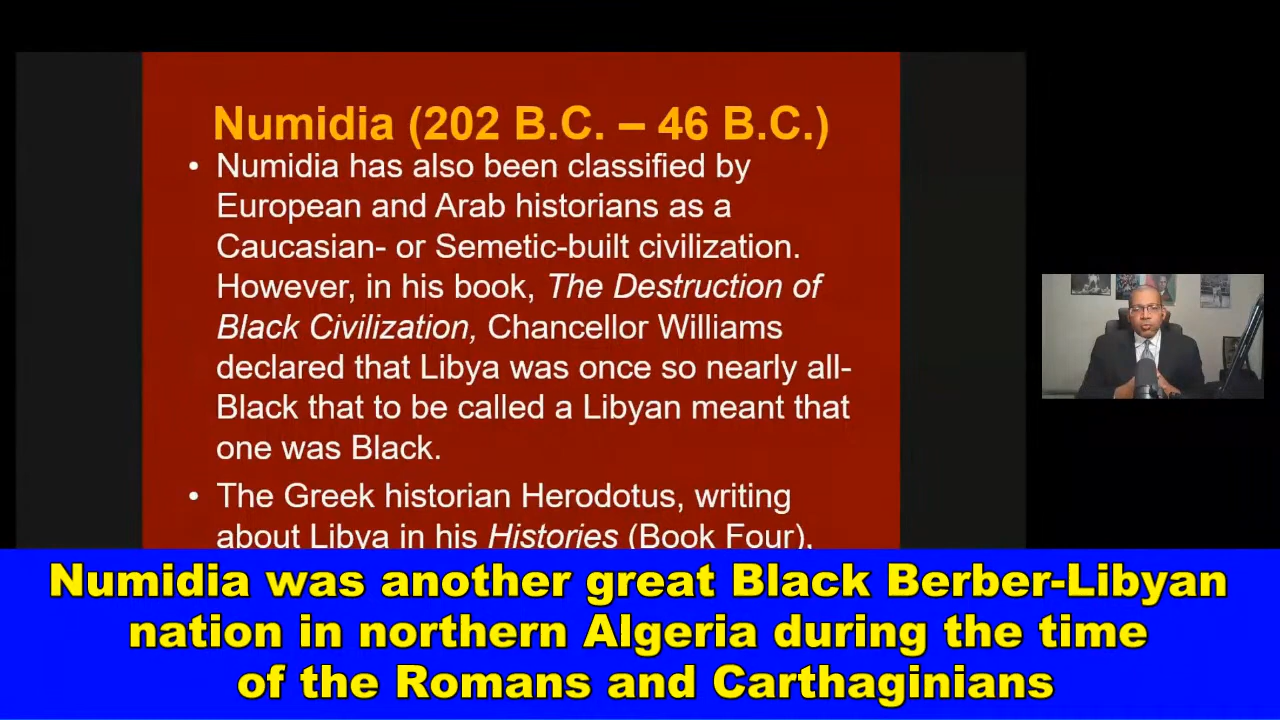 Numidia (202 B.C. – 46 B.C.)
• Numidia has also been classified by
European and Arab historians as a
Caucasian- or Semetic-built civilization.
However, in his book, The Destruction of
Black Civilization, Chancellor Williams
declared that Libya was once so nearly all-
Black that to be called a Libyan meant that
one was Black.
• The Greek historian Herodotus, writing
about Libya in his Histories (Book Four),
Numidia was another great Black Berber-Libyan
nation in northern Algeria during the time
of the Romans and Carthaginians